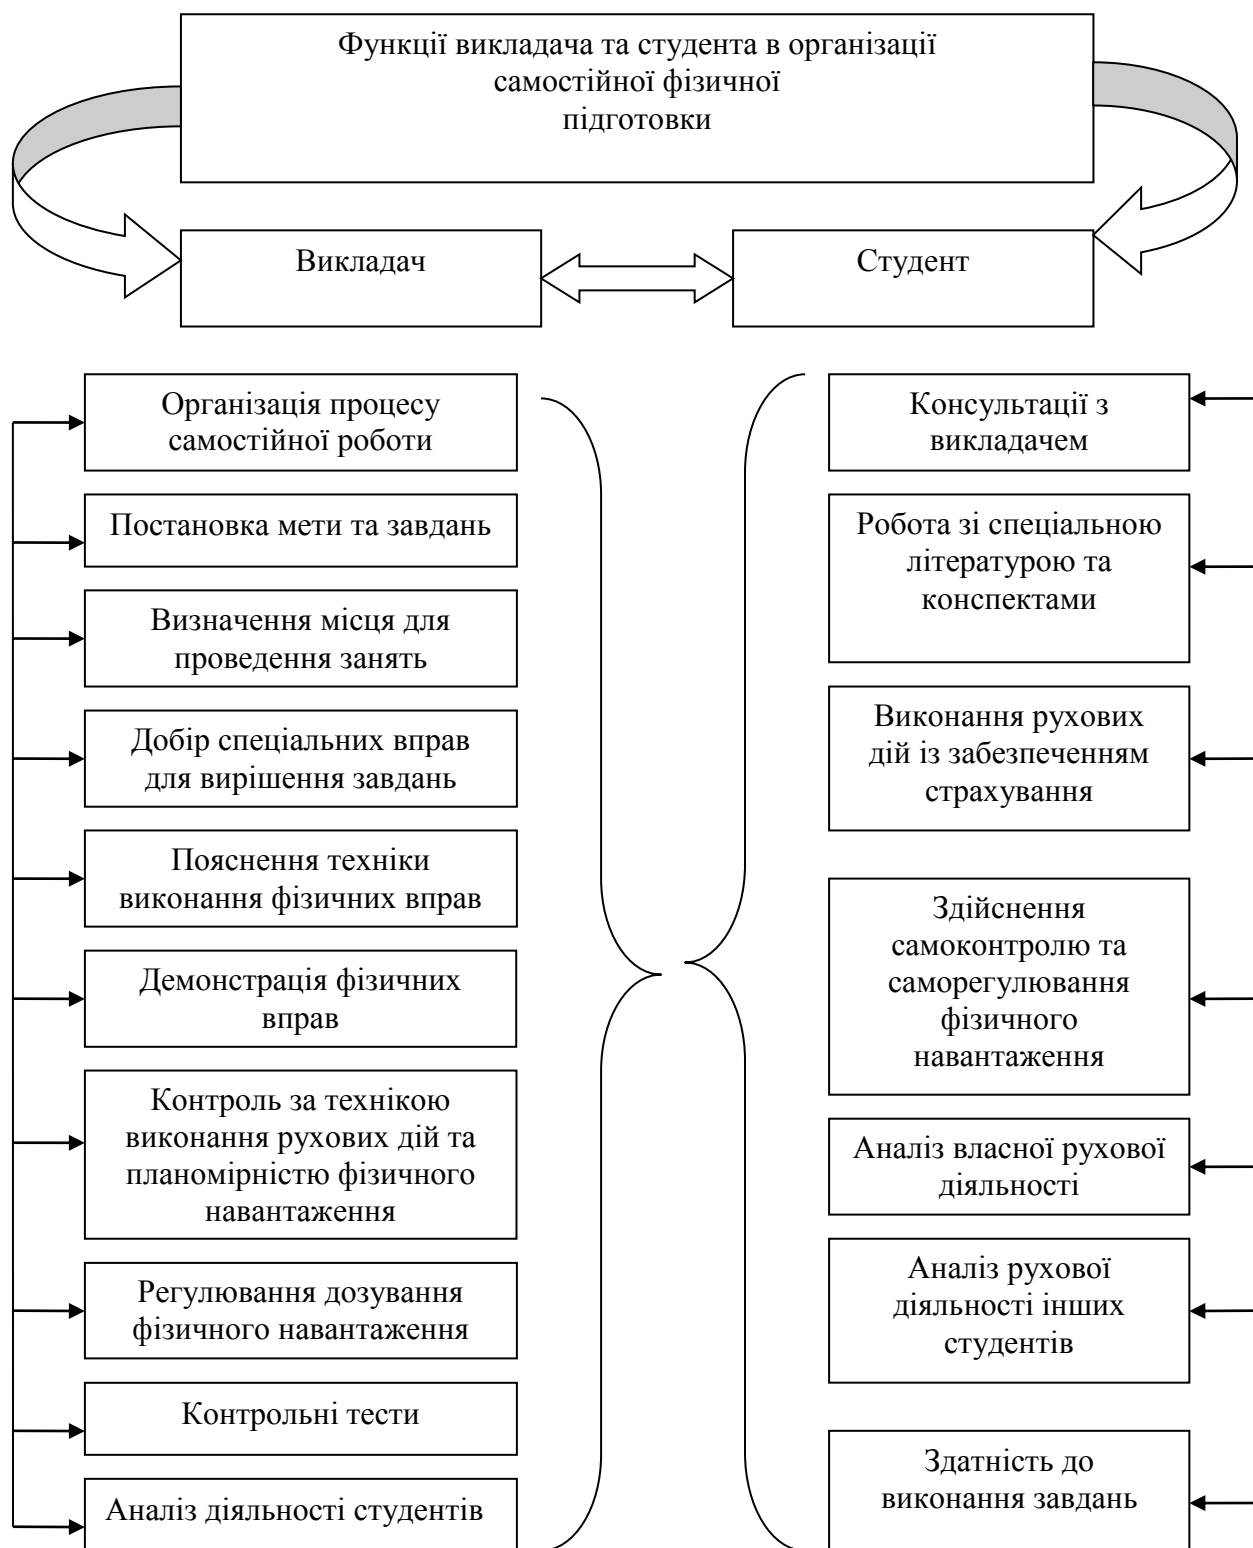 Функції викладача та студента в організації
самостійної фізичної
підготовки
Викладач
Студент
Організація процесу
самостійної роботи
Постановка мети та завдань
Визначення місця для
проведення занять
Добір спеціальних вправ
для вирішення завдань
Пояснення техніки
виконання фізичних вправ
Демонстрація фізичних
вправ
Контроль за технікою
виконання рухових дій та
планомірністю фізичного
навантаження
Регулювання дозування
фізичного навантаження
Контрольні тести
Аналіз діяльності студентів
Консультації з
викладачем
Робота зі спеціальною
літературою та
конспектами
Виконання рухових
дій із забезпеченням
страхування
Здійснення
самоконтролю та
саморегулювання
фізичного
навантаження
Аналіз власної рухової
діяльності
Аналіз рухової
діяльності інших
студентів
Здатність до
виконання завдань